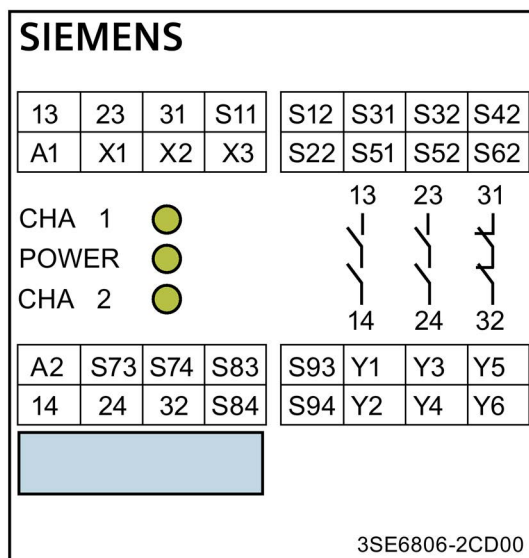 SIEMENS
13 23 31 S11 S12 S31 S32 S42
A1 X1 X2 X3 S22 S51 S52 S62
13 23 31
CHA 1
POWER
CHA 2
14 24 32
A2 S73 S74 S83 S93 Y1 Y3 Y5
14 24 32 S84 S94 Y2 Y4 Y6
3SE6806-2CD00